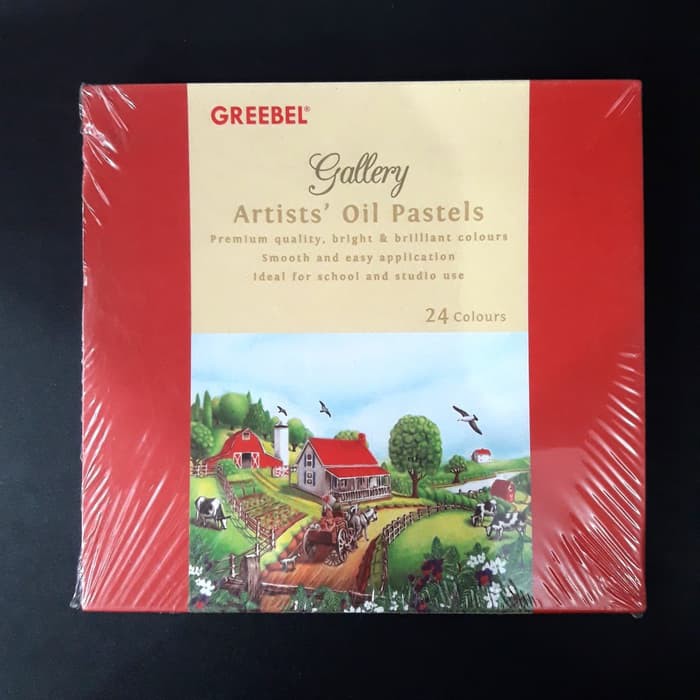 GREEBEL®
Gallery
Artists' Oil Pastels
Premium quality, bright & brilliant colours
Smooth and easy application
Ideal for school and studio use
24 Colours